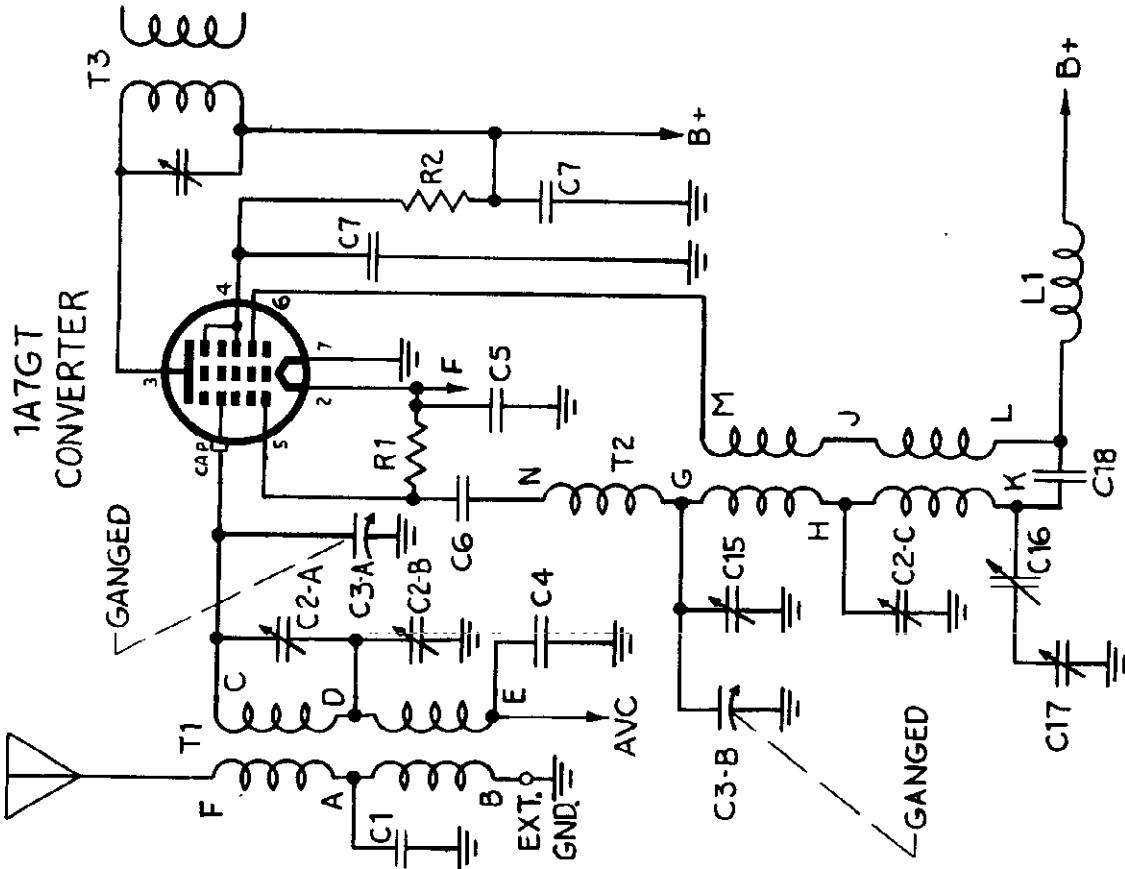 1A7GT
CONVERTER
T3
3
4
6
CAP
5
2
7
GANGED
C7
R2
C7
B+
F
R1
C5
T1
F
C
C2-A
C3-A
D
C2-B
A
C1
B
EXT.
GND.
E
C4
AVC
C6
N
T2
G
M
J
H
L
K
C15
C3-B
C2-C
C16
C17
C18
L1
B+
GANGED